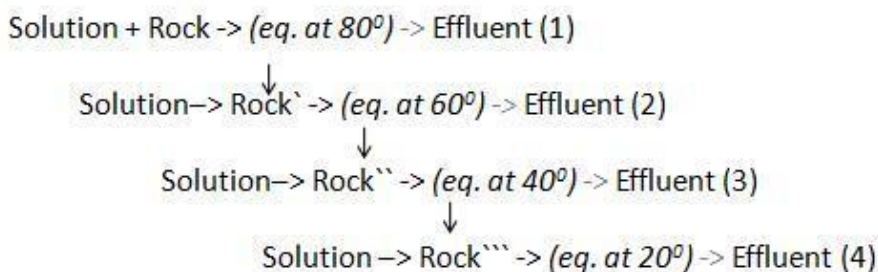 Solution + Rock -> (eq. at 80⁰) -> Effluent (1)
Solution–> Rock` -> (eq. at 60⁰) -> Effluent (2)
Solution–> Rock`` -> (eq. at 40⁰) -> Effluent (3)
Solution –> Rock``` -> (eq. at 20⁰) -> Effluent (4)